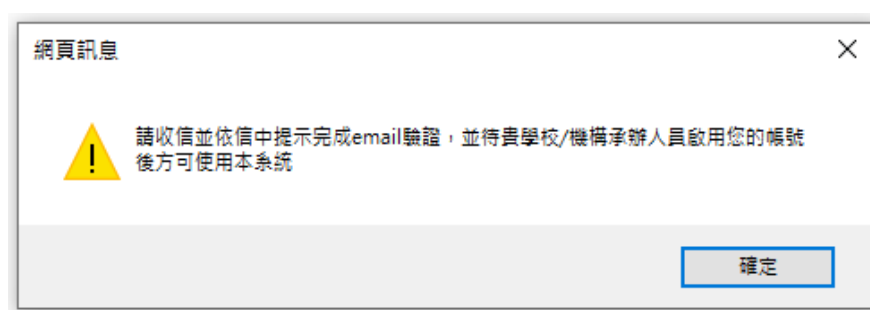 網頁訊息
請收信並依信中提示完成email驗證，並待貴學校/機構承辦人員啟用您的帳號
後方可使用本系統
確定